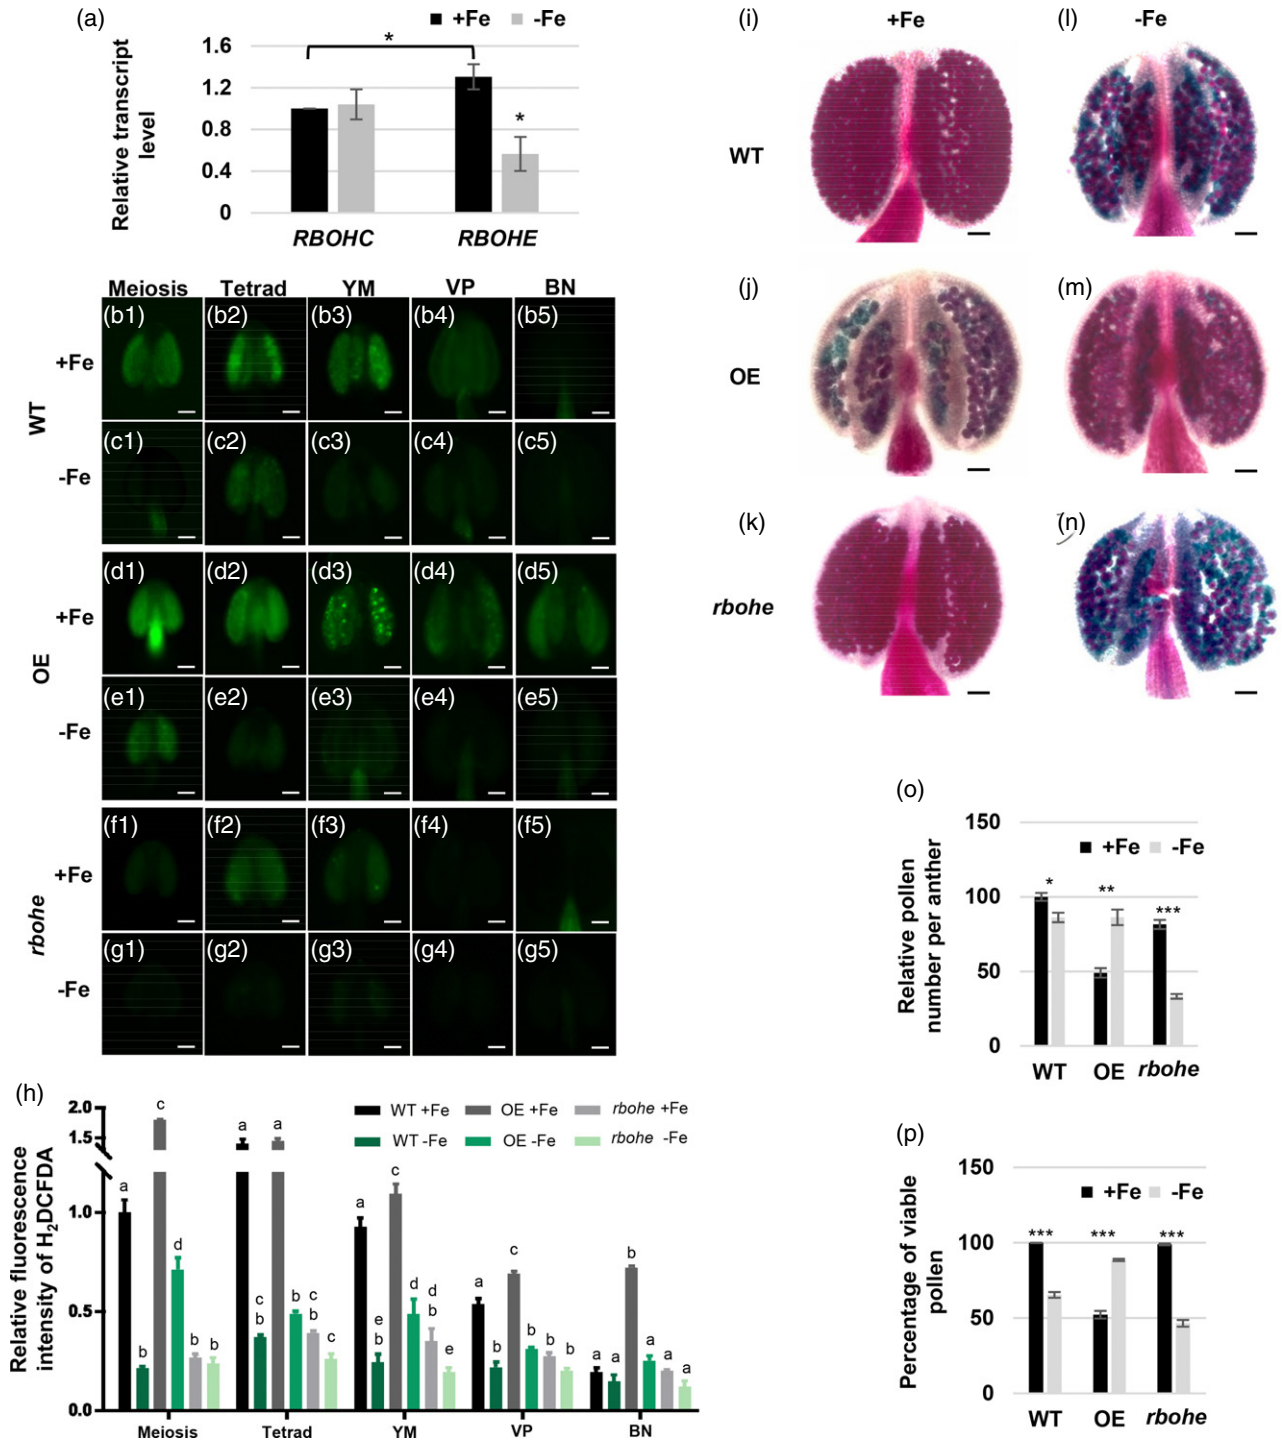 (a)
+Fe -Fe
*
*
Relative transcript
level
1.6
1.2
0.8
0.4
0
RBOHC RBOHE
Meiosis Tetrad YM VP BN
WT
+Fe
(b1) (b2) (b3) (b4) (b5)
-Fe
(c1) (c2) (c3) (c4) (c5)
OE
+Fe
(d1) (d2) (d3) (d4) (d5)
-Fe
(e1) (e2) (e3) (e4) (e5)
rbohe
+Fe
(f1) (f2) (f3) (f4) (f5)
-Fe
(g1) (g2) (g3) (g4) (g5)
(h)
Relative fluorescence
intensity of H₂DCFDA
2.0
1.5
1.0
0.5
0.0
WT +Fe OE +Fe rbohe +Fe
WT -Fe OE -Fe rbohe -Fe
a b c d b b
a c b a b c b c
a e b c d d b e
a b c b b b
a a b a a a
Meiosis Tetrad YM VP BN
(i) +Fe (l) -Fe
WT
(j) (m)
OE
(k) (n)
rbohe
(o)
Relative pollen
number per anther
150
100
50
0
+Fe -Fe
* ** ***
WT OE rbohe
(p)
Percentage of viable
pollen
150
100
50
0
+Fe -Fe
*** *** ***
WT OE rbohe